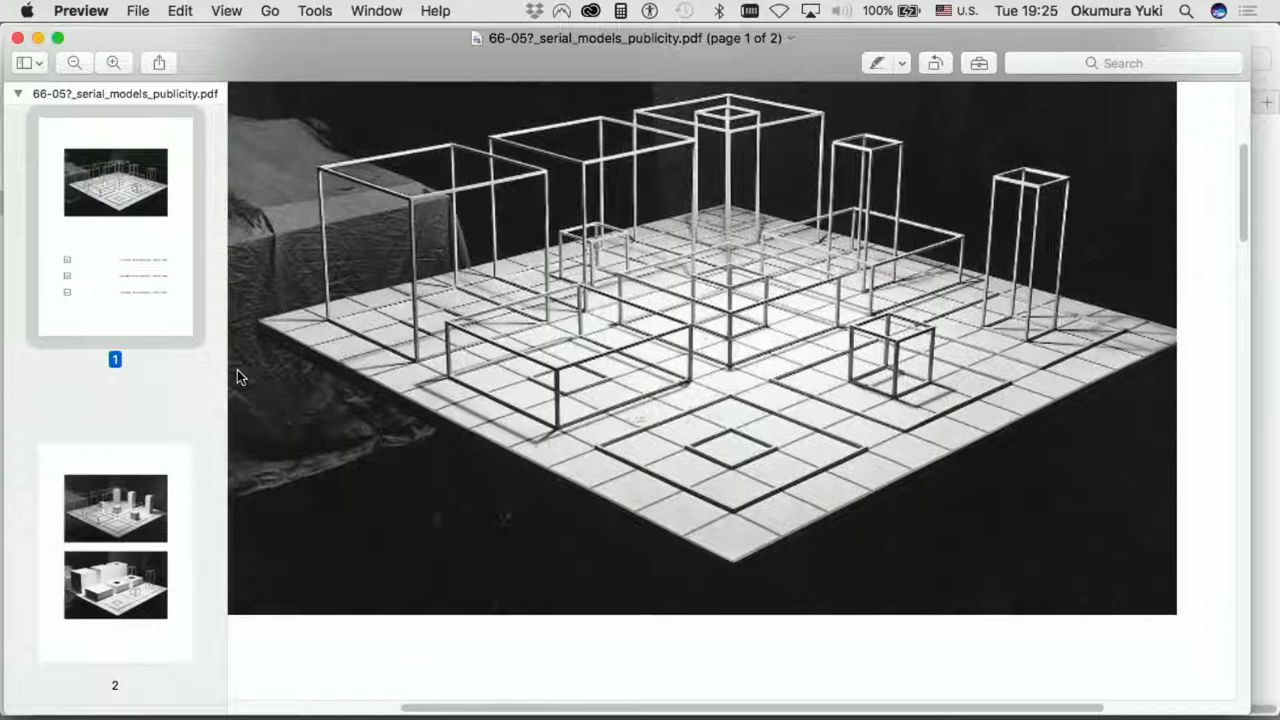 Preview File Edit View Go Tools Window Help 100% U.S. Tue 19:25 Okumura Yuki
66-05?_serial_models_publicity.pdf (page 1 of 2)
Search
66-05?_serial_models_publicity.pdf
1
2